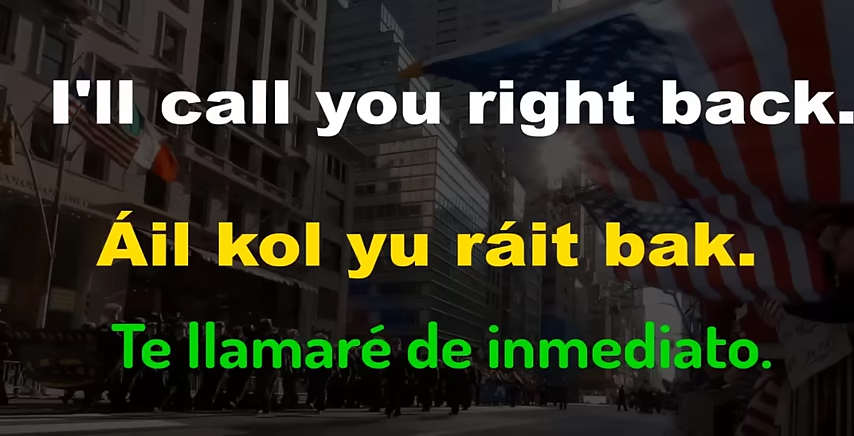 I'll call you right back.
Áil kol yu ráit bak.
Te llamaré de inmediato.